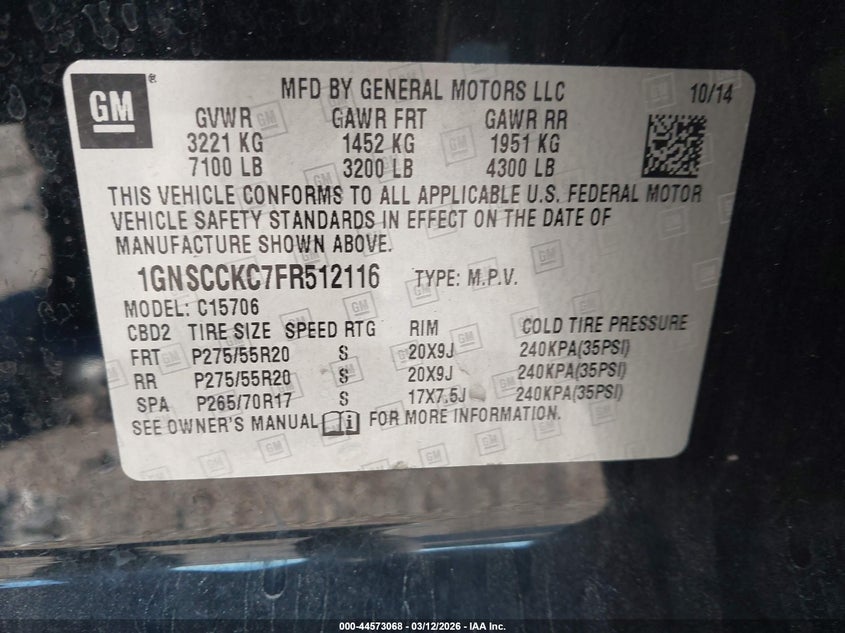 GM ®
MFD BY GENERAL MOTORS LLC 10/14
GVWR GAWR FRT GAWR RR
3221 KG 1452 KG 1951 KG
7100 LB 3200 LB 4300 LB
THIS VEHICLE CONFORMS TO ALL APPLICABLE U.S. FEDERAL MOTOR
VEHICLE SAFETY STANDARDS IN EFFECT ON THE DATE OF
MANUFACTURE SHOWN ABOVE.
1GNSCCKC7FR512116 TYPE: M.P.V.
MODEL: C15706
CBD2 TIRE SIZE SPEED RTG RIM COLD TIRE PRESSURE
FRT P275/55R20 S 20X9J 240KPA(35PSI)
RR P275/55R20 S 20X9J 240KPA(35PSI)
SPA P265/70R17 S 17X7.5J 240KPA(35PSI)
SEE OWNER'S MANUAL i FOR MORE INFORMATION.
000-44573068 — 03/12/2026 — IAA Inc.